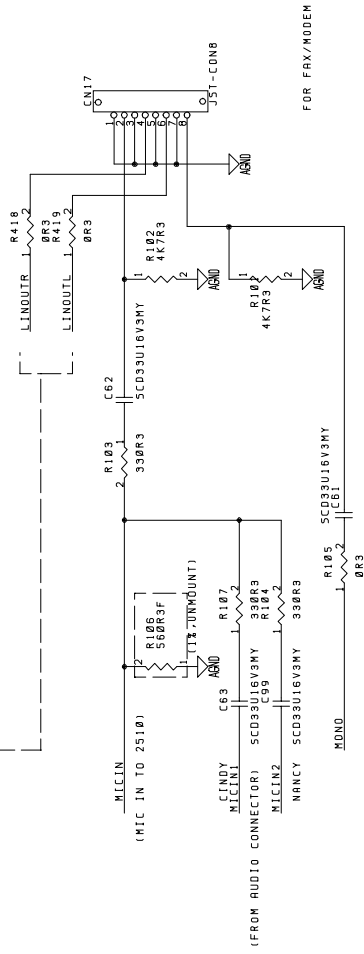 CN17
JST-CON8
1
2
3
4
5
6
7
8
FOR FAX/MODEM
R418
1 2
0R3
R419
1 2
0R3
LINOUTR
LINOUTL
AGND
R102
4K7R3
1
2
AGND
R102
4K7R3
1
2
AGND
C62
SCD33U16V3MY
R103
2 1
330R3
R106
560R3F
(1%,UNMOUNT)
2
1
AGND
MICIN
(MIC IN TO 2510)
R107
1 2
330R3
R104
1 2
330R3
C63
SCD33U16V3MY
C99
SCD33U16V3MY
CINDY
MICIN1
(FROM AUDIO CONNECTOR)
MICIN2
NANCY
SCD33U16V3MY
C61
R105
1 2
0R3
MONO